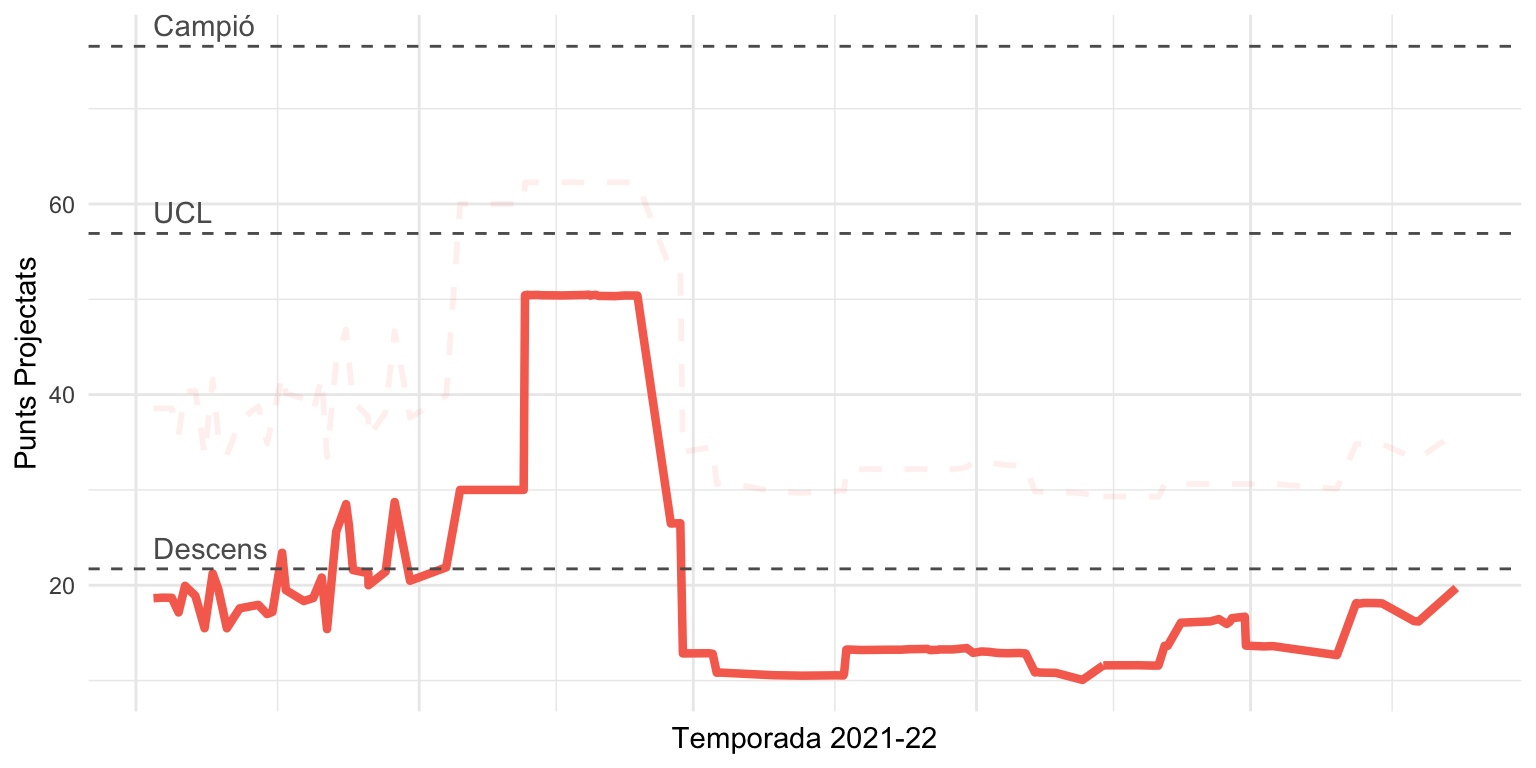 Campió
60
UCL
40
Descens
20
Punts Projectats
Temporada 2021-22